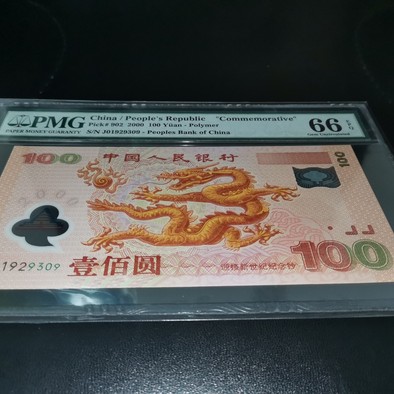 PMG
PAPER MONEY GUARANTY
China / People's Republic "Commemorative"
Pick# 902 2000 100 Yüan - Polymer
S/N J01929309 - Peoples Bank of China
66 EPQ
Gem Uncirculated
100 中国人民银行
100
1929309
壹佰圆
迎接新世纪纪念钞
100